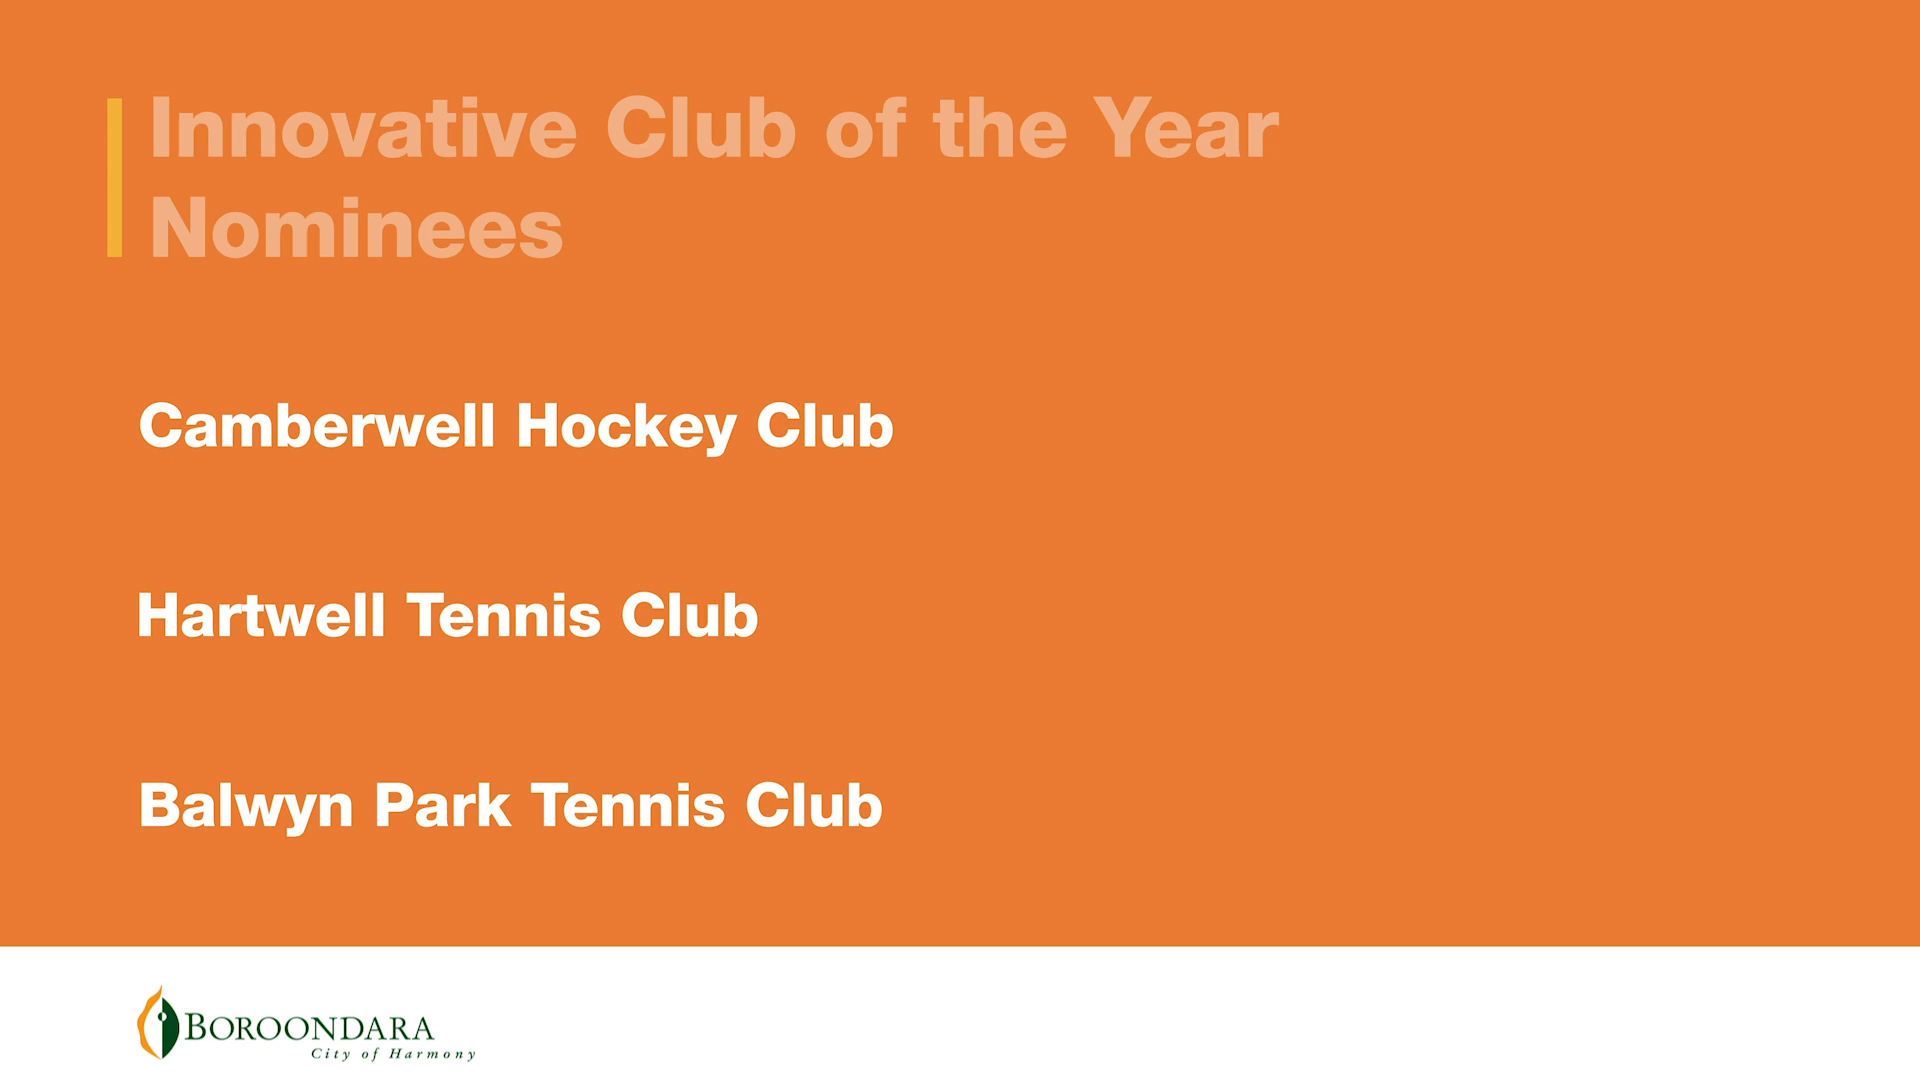 Innovative Club of the Year
Nominees
Camberwell Hockey Club
Hartwell Tennis Club
Balwyn Park Tennis Club
BOROONDARA
City of Harmony